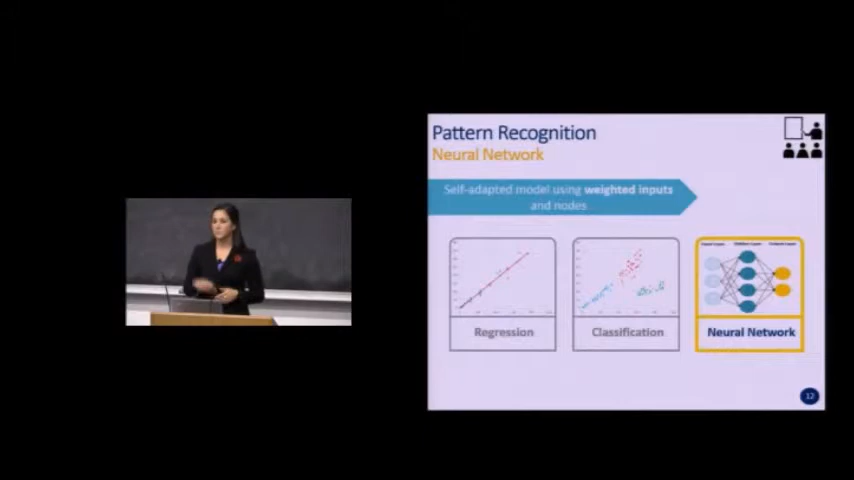 Pattern Recognition
Neural Network
Self-adapted model using weighted inputs
and nodes
Regression
Classification
Neural Network
12